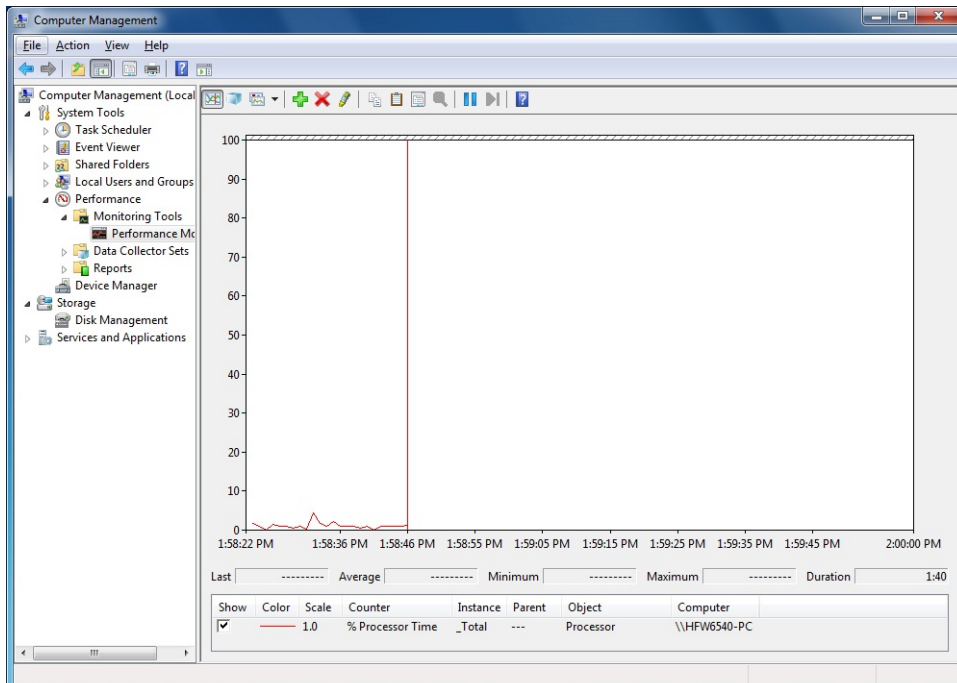 Computer Management
File Action View Help
Computer Management (Local
System Tools
Task Scheduler
Event Viewer
Shared Folders
Local Users and Groups
Performance
Monitoring Tools
Performance Mo
Data Collector Sets
Reports
Device Manager
Storage
Disk Management
Services and Applications
100
90
80
70
60
50
40
30
20
10
0
1:58:22 PM 1:58:36 PM 1:58:46 PM 1:58:55 PM 1:59:05 PM 1:59:15 PM 1:59:25 PM 1:59:35 PM 1:59:45 PM 2:00:00 PM
Last --------- Average --------- Minimum --------- Maximum --------- Duration 1:40
Show Color Scale Counter Instance Parent Object Computer
1.0 % Processor Time _Total --- Processor \\HFW6540-PC